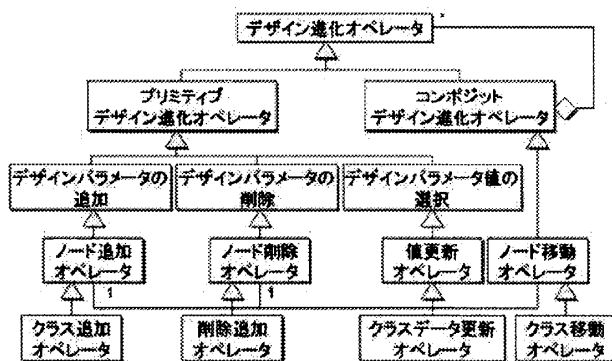 デザイン進化オペレータ
*
プリミティブ
デザイン進化オペレータ
コンポジット
デザイン進化オペレータ
デザインパラメータの
追加
デザインパラメータの
削除
デザインパラメータ値の
選択
ノード追加
オペレータ
ノード削除
オペレータ
値更新
オペレータ
ノード移動
オペレータ
1
1
クラス追加
オペレータ
削除追加
オペレータ
クラスデータ更新
オペレータ
クラス移動
オペレータ